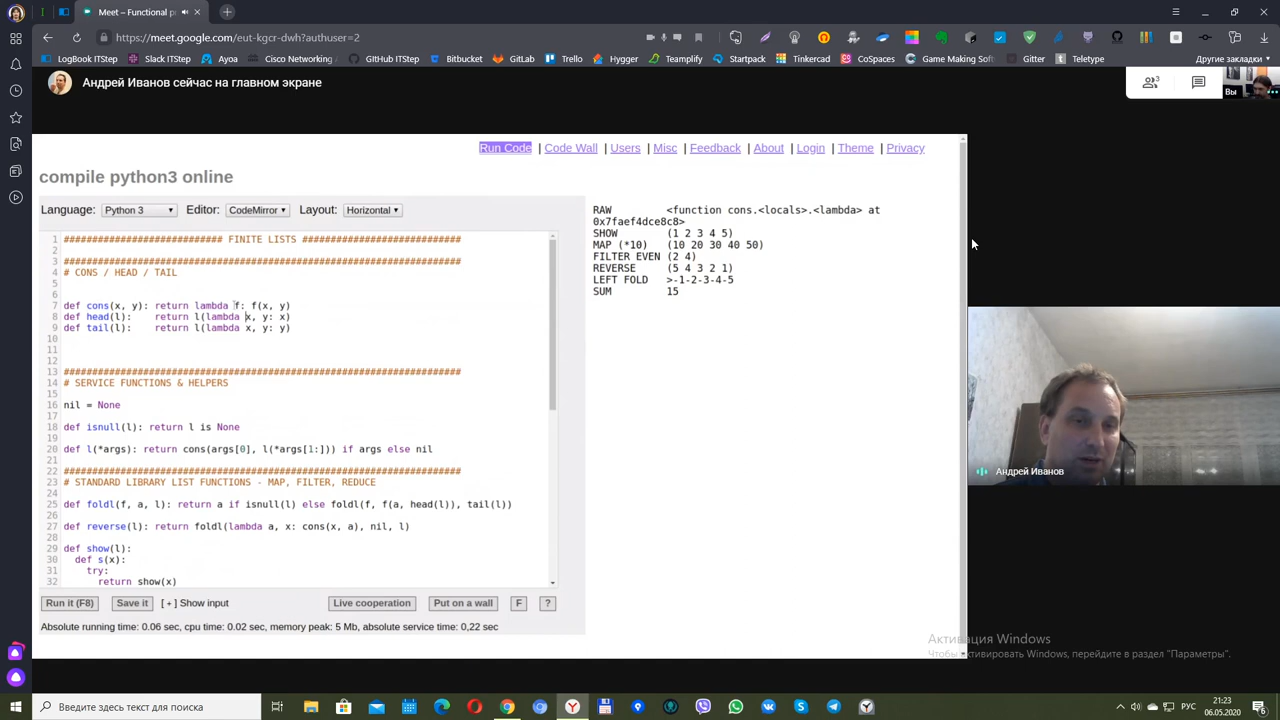 Meet – Functional p
https://meet.google.com/eut-kgcr-dwh?authuser=2
LogBook ITStep
Slack ITStep
Ayoa
Cisco Networking
GitHub ITStep
Bitbucket
GitLab
Trello
Hygger
Teamplify
Startpack
Tinkercad
CoSpaces
Game Making Soft
Gitter
Teletype
Другие закладки
Андрей Иванов сейчас на главном экране
3
Вы
Run Code | Code Wall | Users | Misc | Feedback | About | Login | Theme | Privacy
compile python3 online
Language: Python 3 Editor: CodeMirror Layout: Horizontal
1 ############################ FINITE LISTS ############################
2
3 ######################################################################
4 # CONS / HEAD / TAIL
5
6
7 def cons(x, y): return lambda f: f(x, y)
8 def head(l):    return l(lambda x, y: x)
9 def tail(l):    return l(lambda x, y: y)
10
11
12
13 ######################################################################
14 # SERVICE FUNCTIONS & HELPERS
15
16 nil = None
17
18 def isnull(l): return l is None
19
20 def l(*args): return cons(args[0], l(*args[1:])) if args else nil
21
22 ######################################################################
23 # STANDARD LIBRARY LIST FUNCTIONS - MAP, FILTER, REDUCE
24
25 def foldl(f, a, l): return a if isnull(l) else foldl(f, f(a, head(l)), tail(l))
26
27 def reverse(l): return foldl(lambda a, x: cons(x, a), nil, l)
28
29 def show(l):
30   def s(x):
31     try:
32       return show(x)
RAW          <function cons.<locals>.<lambda> at
0x7faef4dce8c8>
SHOW         (1 2 3 4 5)
MAP (*10)    (10 20 30 40 50)
FILTER EVEN  (2 4)
REVERSE      (5 4 3 2 1)
LEFT FOLD    >-1-2-3-4-5
SUM          15
Андрей Иванов
Run it (F8) Save it [ + ] Show input Live cooperation Put on a wall F ?
Absolute running time: 0.06 sec, cpu time: 0.02 sec, memory peak: 5 Mb, absolute service time: 0,22 sec
Активация Windows
Чтобы активировать Windows, перейдите в раздел "Параметры".
Введите здесь текст для поиска
РУС
21:23
06.05.2020